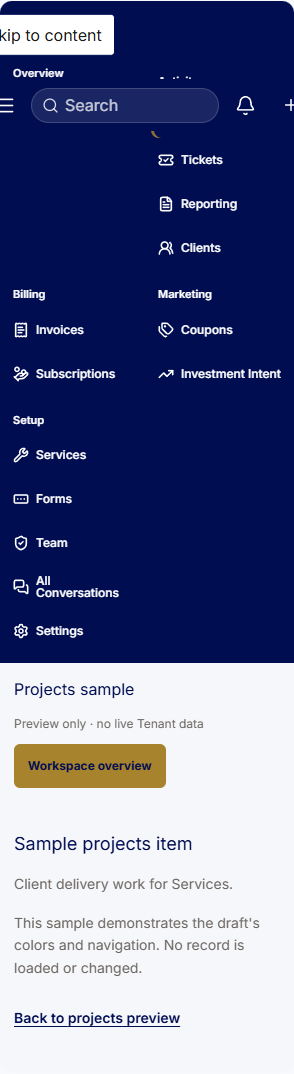 kip to content
Overview
Search
Tickets
Reporting
Clients
Billing
Marketing
Invoices
Coupons
Subscriptions
Investment Intent
Setup
Services
Forms
Team
All
Conversations
Settings
Projects sample
Preview only · no live Tenant data
Workspace overview
Sample projects item
Client delivery work for Services.
This sample demonstrates the draft's
colors and navigation. No record is
loaded or changed.
Back to projects preview